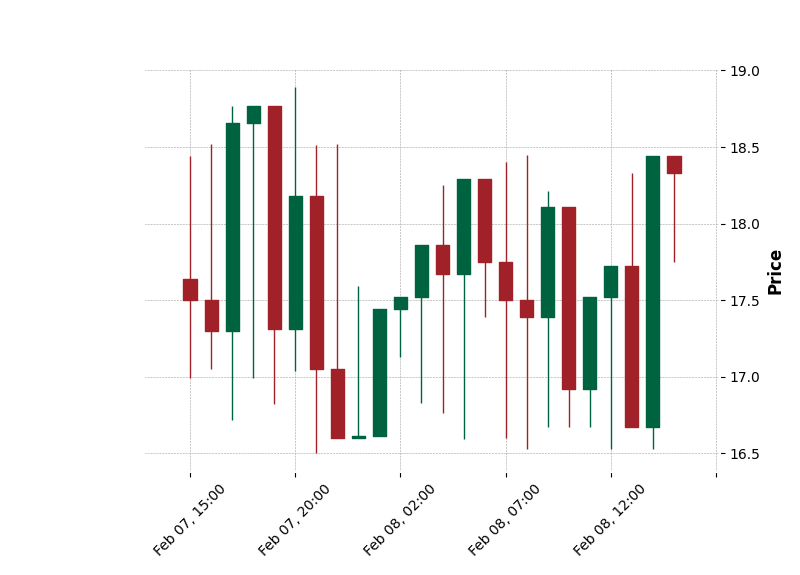 19.0
18.5
18.0
17.5
17.0
16.5
Price
Feb 07, 15:00
Feb 07, 20:00
Feb 08, 02:00
Feb 08, 07:00
Feb 08, 12:00